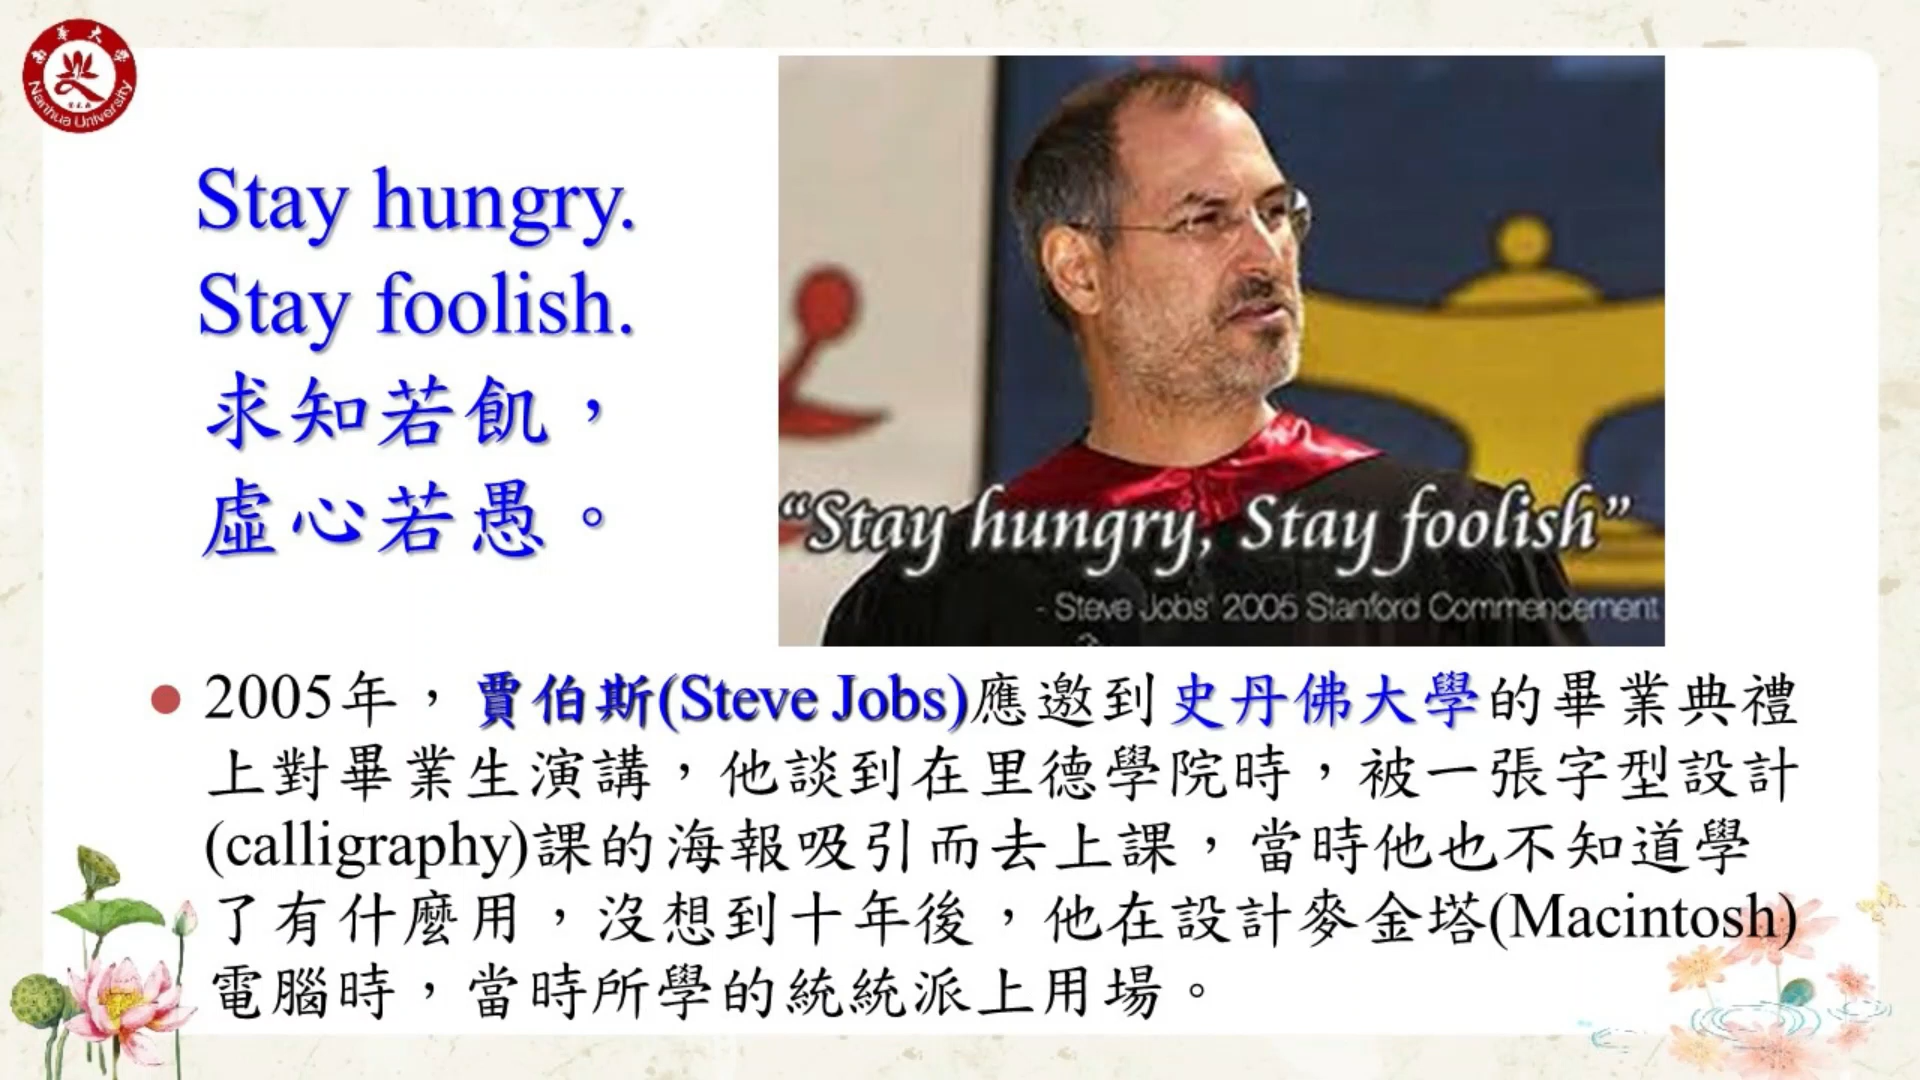 南華大學
Nanhua University
Stay hungry.
Stay foolish.
求知若飢，
虛心若愚。
“Stay hungry, Stay foolish”
- Steve Jobs' 2005 Stanford Commencement
2005年，賈伯斯(Steve Jobs)應邀到史丹佛大學的畢業典禮
上對畢業生演講，他談到在里德學院時，被一張字型設計
(calligraphy)課的海報吸引而去上課，當時他也不知道學
了有什麼用，沒想到十年後，他在設計麥金塔(Macintosh)
電腦時，當時所學的統統派上用場。